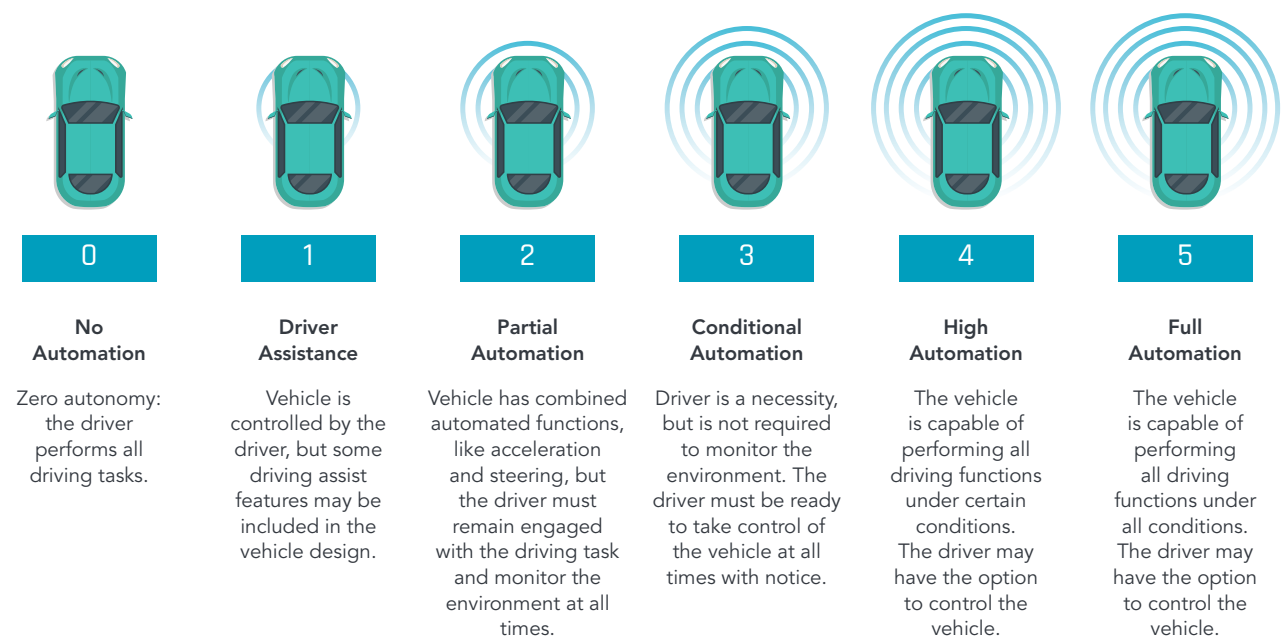 0
No
Automation
Zero autonomy:
the driver
performs all
driving tasks.
1
Driver
Assistance
Vehicle is
controlled by the
driver, but some
driving assist
features may be
included in the
vehicle design.
2
Partial
Automation
Vehicle has combined
automated functions,
like acceleration
and steering, but
the driver must
remain engaged
with the driving task
and monitor the
environment at all
times.
3
Conditional
Automation
Driver is a necessity,
but is not required
to monitor the
environment. The
driver must be ready
to take control of
the vehicle at all
times with notice.
4
High
Automation
The vehicle
is capable of
performing all
driving functions
under certain
conditions.
The driver may
have the option
to control the
vehicle.
5
Full
Automation
The vehicle
is capable of
performing
all driving
functions under
all conditions.
The driver may
have the option
to control the
vehicle.